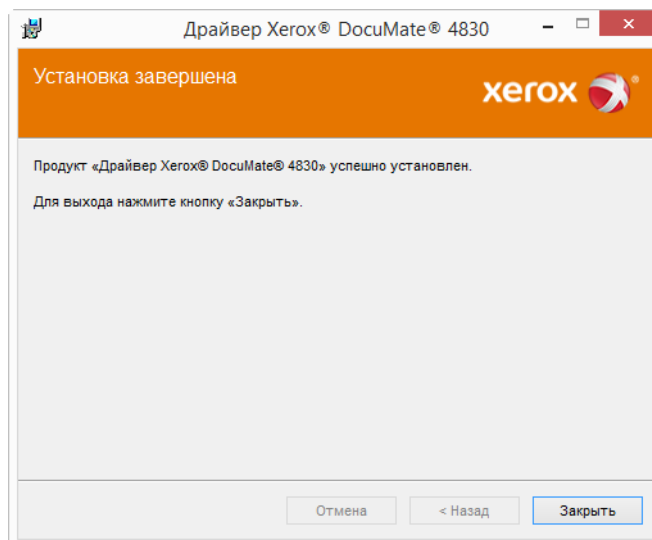 Драйвер Xerox® DocuMate® 4830
Установка завершена
xerox
Продукт «Драйвер Xerox® DocuMate® 4830» успешно установлен.
Для выхода нажмите кнопку «Закрыть».
Отмена
< Назад
Закрыть